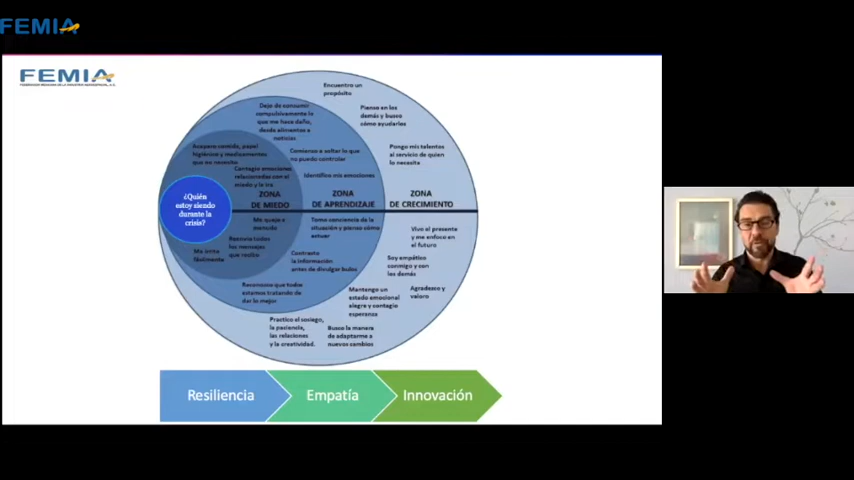 FEMIA
FEMIA
FEDERACIÓN MEXICANA DE LA INDUSTRIA AEROESPACIAL, A.C.
Encuentro un
propósito
Dejo de consumir
compulsivamente lo
que me hace daño,
desde alimentos a
noticias.
Pienso en los
demás y busco
cómo ayudarles
Acaparo comida, papel
higiénico y medicamentos
que no necesito
Comienzo a soltar lo que
no puedo controlar
Pongo mis talentos
al servicio de quien
lo necesite
Contagio emociones
relacionadas con el
miedo y la ira
Identifico mis emociones
¿Quién
estoy siendo
durante la
crisis?
ZONA
DE MIEDO
ZONA
DE APRENDIZAJE
ZONA
DE CRECIMIENTO
Me quejo a
menudo
Tomo conciencia de la
situación y pienso cómo
actuar
Vivo el presente
y me enfoco en
el futuro
Reenvío todos
los mensajes
que recibo
Me irrito
fácilmente
Contrasto
la información
antes de divulgar bulos
Soy empático
conmigo y con
los demás
Reconozco que todos
estamos tratando de
dar lo mejor
Mantengo un
estado emocional
alegre y contagio
esperanza
Agradezco y
valoro
Practico el sosiego,
la paciencia,
las relaciones
y la creatividad.
Busco la manera
de adaptarme a
nuevos cambios
Resiliencia
Empatía
Innovación